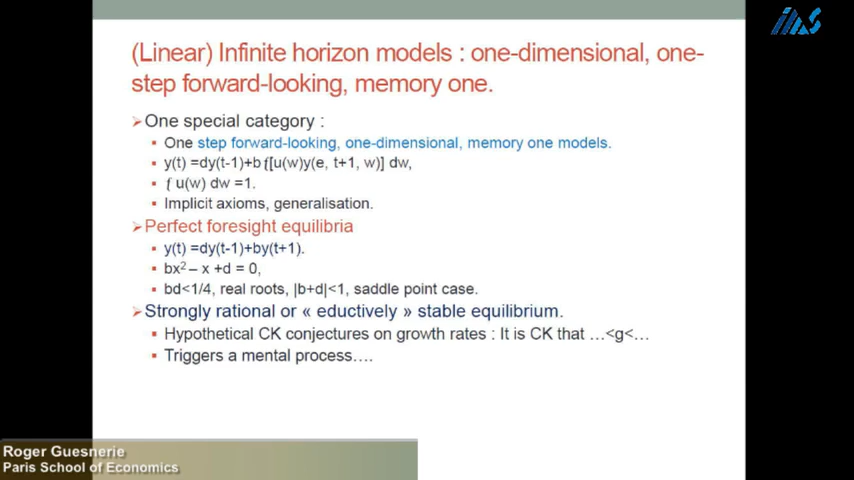 ias
(Linear) Infinite horizon models : one-dimensional, one-
step forward-looking, memory one.
➢One special category :
▪ One step forward-looking, one-dimensional, memory one models.
▪ y(t) =dy(t-1)+b ƒ[u(w)y(e, t+1, w)] dw,
▪ ƒ u(w) dw =1.
▪ Implicit axioms, generalisation.
➢Perfect foresight equilibria
▪ y(t) =dy(t-1)+by(t+1).
▪ bx² – x +d = 0,
▪ bd<1/4, real roots, |b+d|<1, saddle point case.
➢Strongly rational or « eductively » stable equilibrium.
▪ Hypothetical CK conjectures on growth rates : It is CK that …<g<…
▪ Triggers a mental process….
Roger Guesnerie
Paris School of Economics